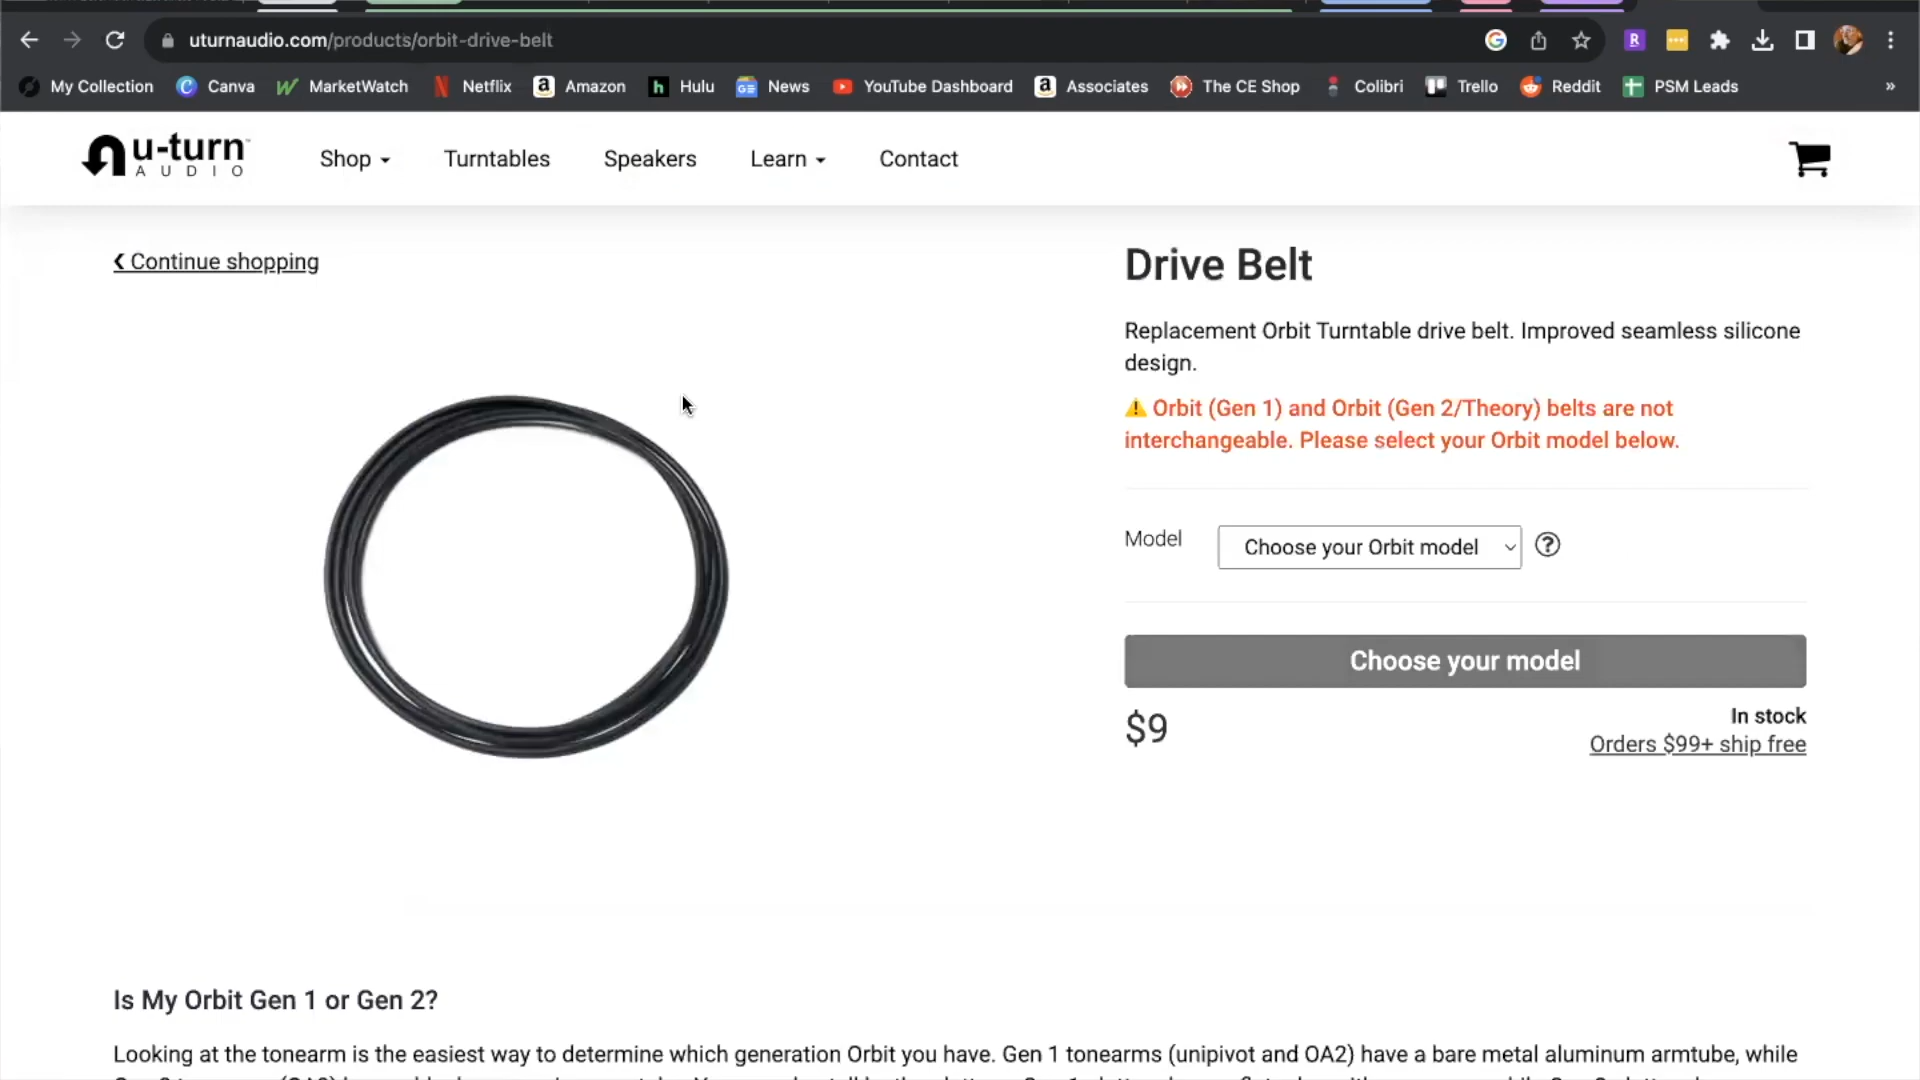 uturnaudio.com/products/orbit-drive-belt
My Collection Canva MarketWatch Netflix Amazon Hulu News YouTube Dashboard Associates The CE Shop Colibri Trello Reddit PSM Leads »
u-turn AUDIO
Shop Turntables Speakers Learn Contact
Continue shopping
Drive Belt
Replacement Orbit Turntable drive belt. Improved seamless silicone
design.
Orbit (Gen 1) and Orbit (Gen 2/Theory) belts are not
interchangeable. Please select your Orbit model below.
Model Choose your Orbit model ?
Choose your model
$9
In stock
Orders $99+ ship free
Is My Orbit Gen 1 or Gen 2?
Looking at the tonearm is the easiest way to determine which generation Orbit you have. Gen 1 tonearms (unipivot and OA2) have a bare metal aluminum armtube, while